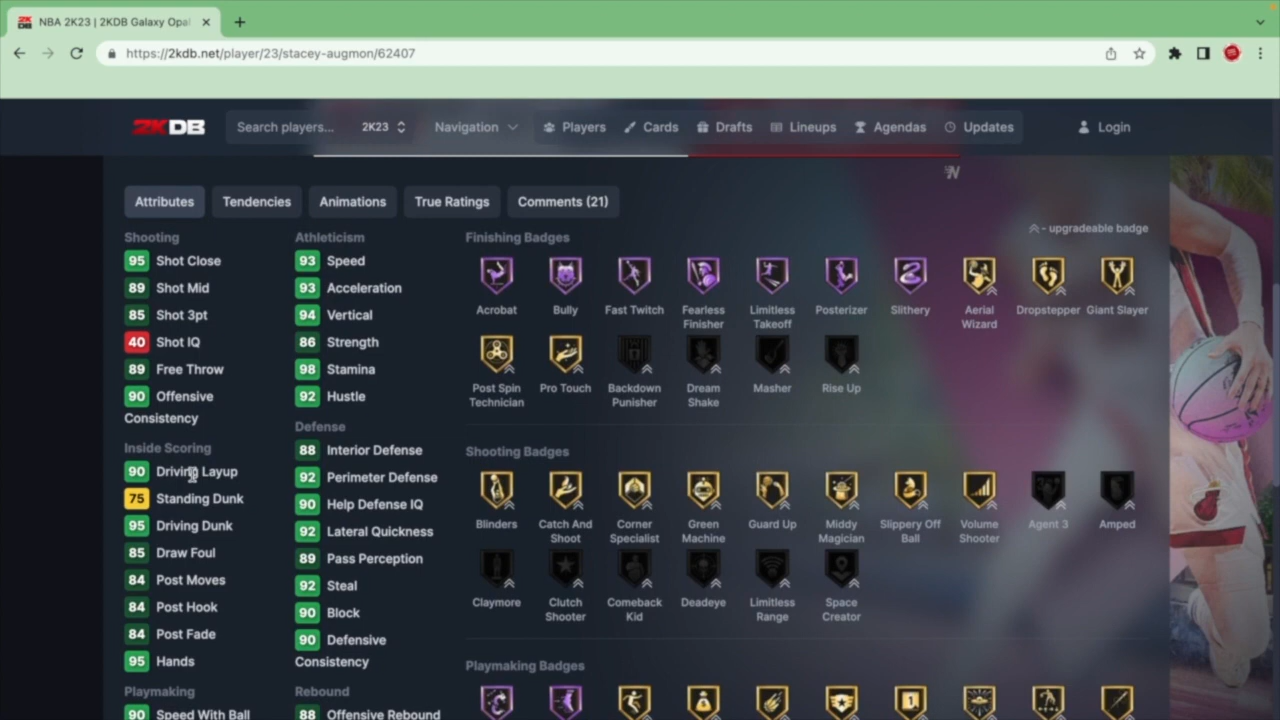 NBA 2K23 | 2KDB Galaxy Opal
https://2kdb.net/player/23/stacey-augmon/62407
2KDB
Search players...
2K23
Navigation
Players
Cards
Drafts
Lineups
Agendas
Updates
Login
Attributes
Tendencies
Animations
True Ratings
Comments (21)
- upgradeable badge
Shooting
95 Shot Close
89 Shot Mid
85 Shot 3pt
40 Shot IQ
89 Free Throw
90 Offensive
Consistency
Inside Scoring
90 Driving Layup
75 Standing Dunk
95 Driving Dunk
85 Draw Foul
84 Post Moves
84 Post Hook
84 Post Fade
95 Hands
Playmaking
90 Speed With Ball
Athleticism
93 Speed
93 Acceleration
94 Vertical
86 Strength
98 Stamina
92 Hustle
Defense
88 Interior Defense
92 Perimeter Defense
90 Help Defense IQ
92 Lateral Quickness
89 Pass Perception
92 Steal
90 Block
90 Defensive
Consistency
Rebound
88 Offensive Rebound
Finishing Badges
Acrobat
Bully
Fast Twitch
Fearless
Finisher
Limitless
Takeoff
Posterizer
Slithery
Aerial
Wizard
Dropstepper
Giant Slayer
Post Spin
Technician
Pro Touch
Backdown
Punisher
Dream
Shake
Masher
Rise Up
Shooting Badges
Blinders
Catch And
Shoot
Corner
Specialist
Green
Machine
Guard Up
Middy
Magician
Slippery Off
Ball
Volume
Shooter
Agent 3
Amped
Claymore
Clutch
Shooter
Comeback
Kid
Deadeye
Limitless
Range
Space
Creator
Playmaking Badges